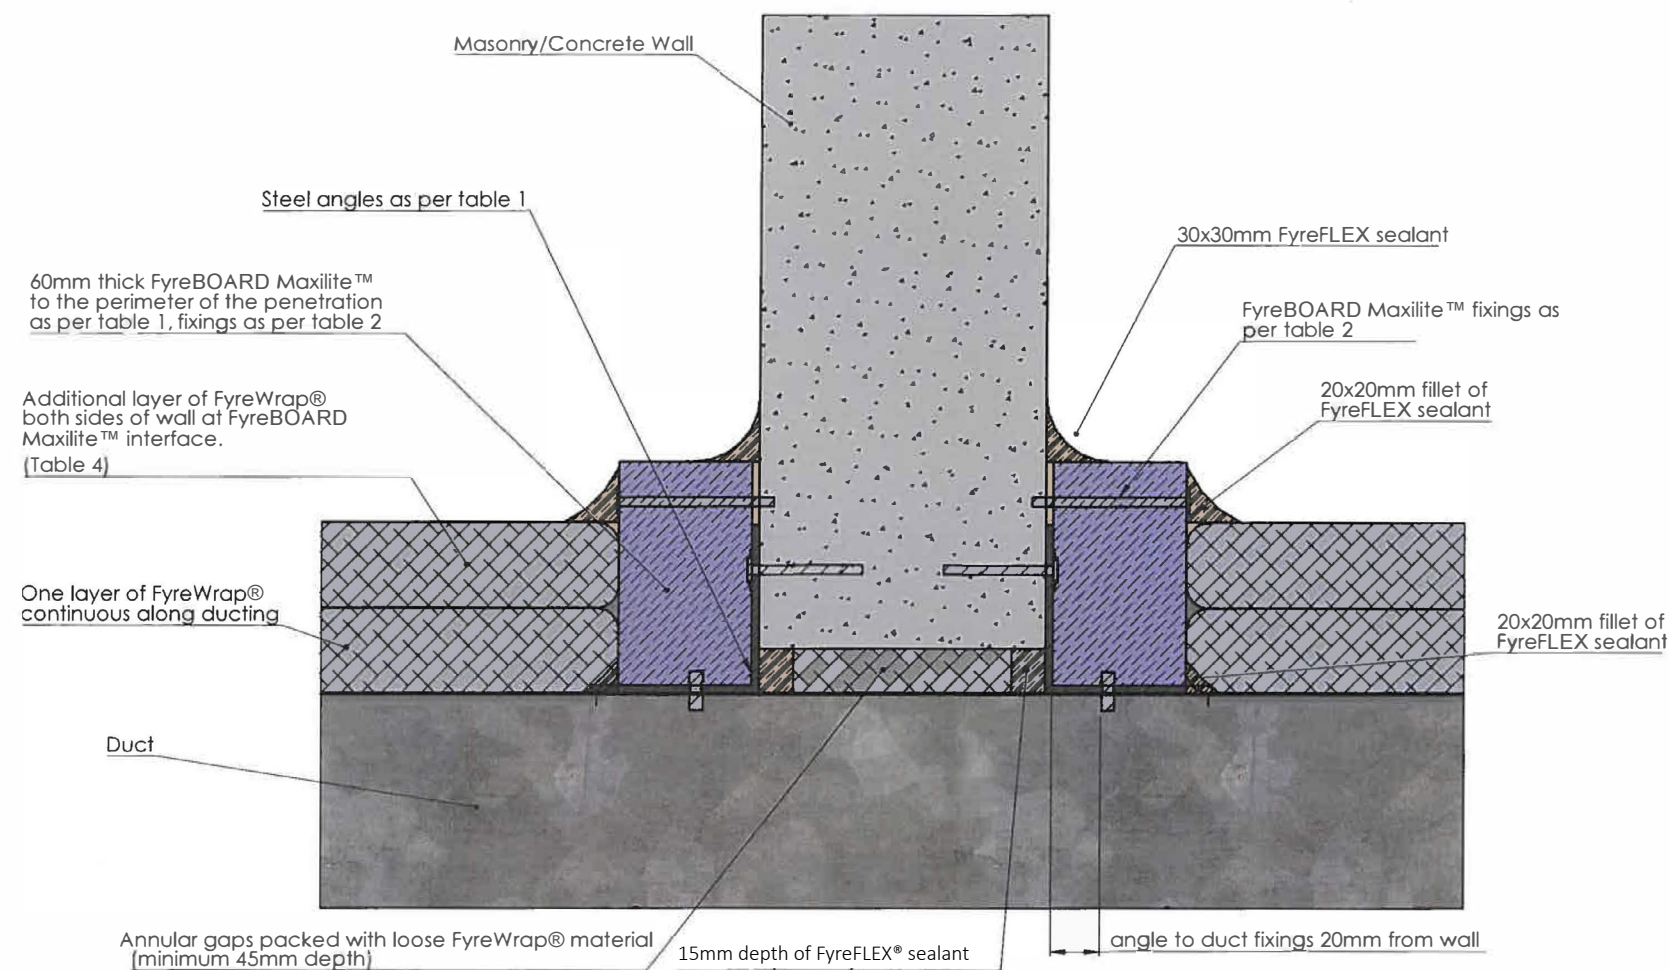 Masonry/Concrete Wall
Steel angles as per table 1
30x30mm FyreFLEX sealant
60mm thick FyreBOARD Maxilite™
to the perimeter of the penetration
as per table 1, fixings as per table 2
FyreBOARD Maxilite™ fixings as
per table 2
Additional layer of FyreWrap®
both sides of wall at FyreBOARD
Maxilite™ interface.
(Table 4)
20x20mm fillet of
FyreFLEX sealant
One layer of FyreWrap®
continuous along ducting
20x20mm fillet of
FyreFLEX sealant
Duct
Annular gaps packed with loose FyreWrap® material
(minimum 45mm depth)
15mm depth of FyreFLEX® sealant
angle to duct fixings 20mm from wall